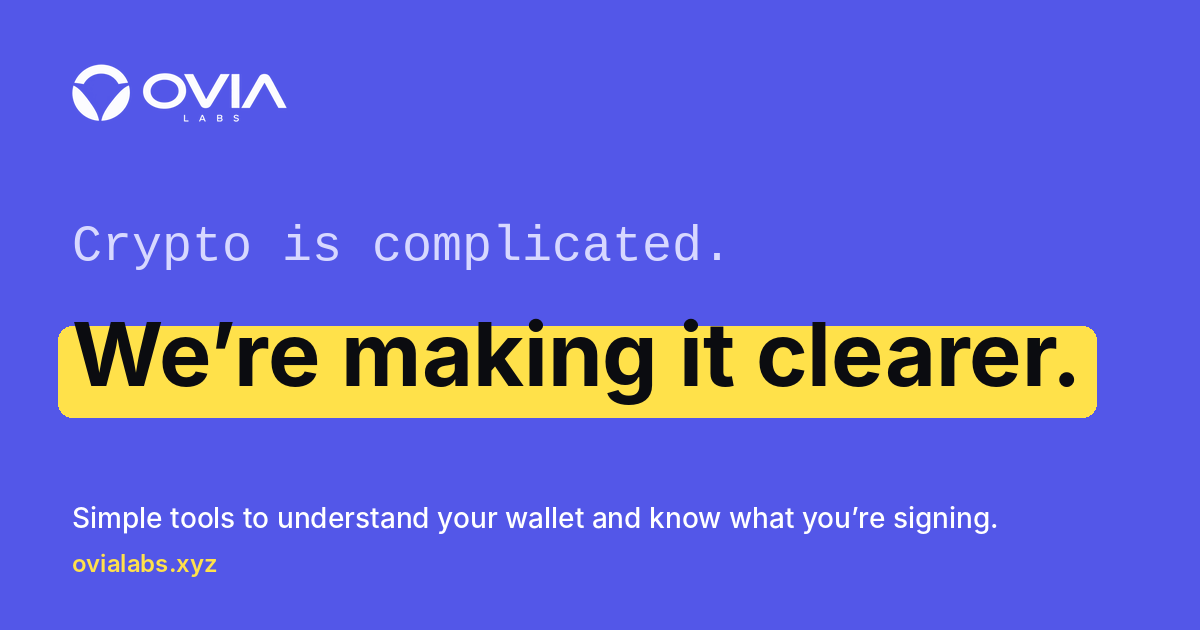 OVIA
LABS
Crypto is complicated.
We’re making it clearer.
Simple tools to understand your wallet and know what you’re signing.
ovialabs.xyz